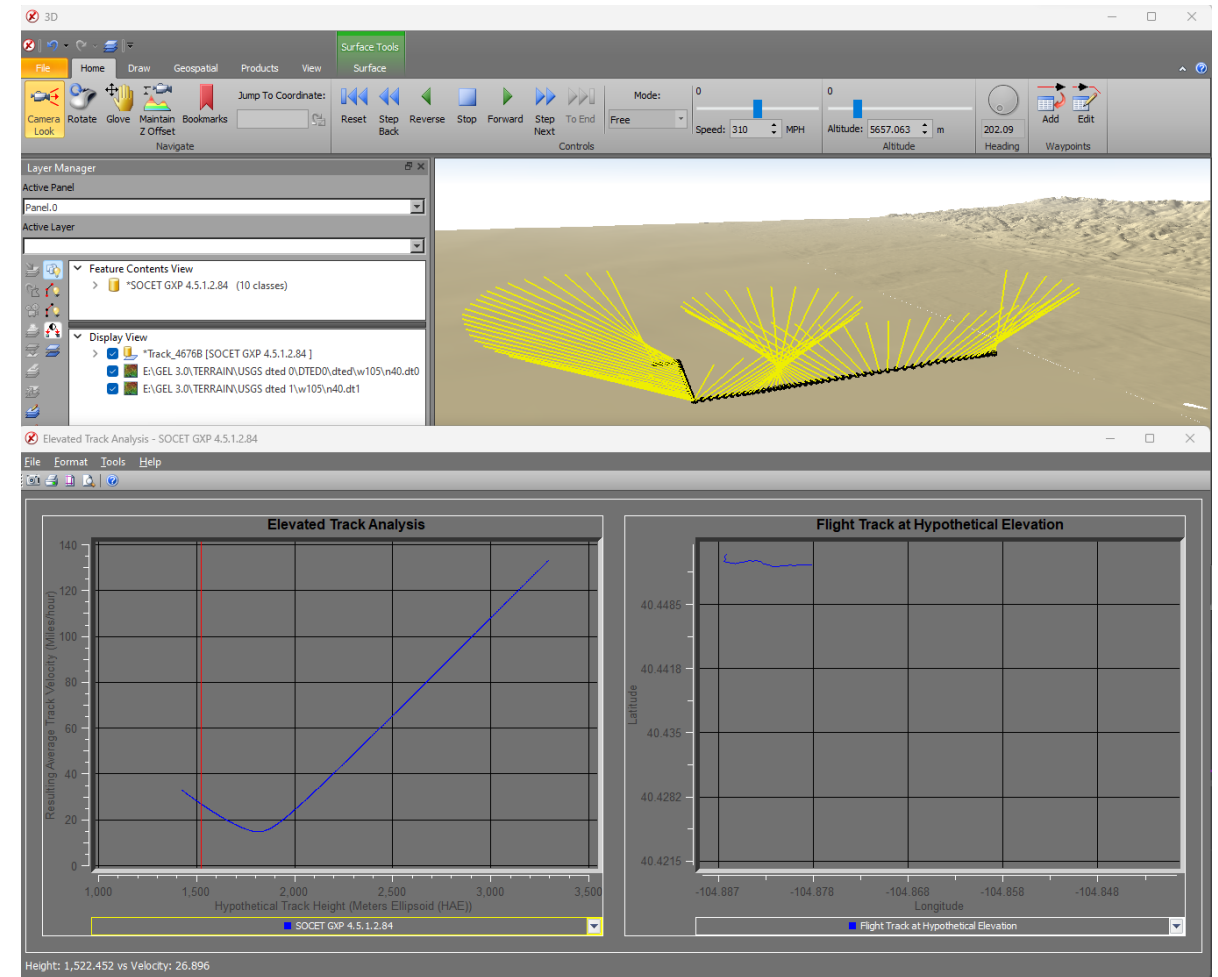 3D
Surface Tools
File Home Draw Geospatial Products View Surface
Camera Look
Rotate
Glove
Maintain Z Offset
Bookmarks
Jump To Coordinate:
Navigate
Reset
Step Back
Reverse
Stop
Forward
Step Next
To End
Mode:
Free
0
Speed: 310 MPH
Controls
0
Altitude: 5657.063 m
Altitude
202.09
Heading
Add
Edit
Waypoints
Layer Manager
Active Panel
Panel.0
Active Layer
Feature Contents View
*SOCET GXP 4.5.1.2.84 (10 classes)
Display View
*Track_4676B [SOCET GXP 4.5.1.2.84 ]
E:\GEL 3.0\TERRAIN\USGS dted 0\DTED0\dted\w105\n40.dt0
E:\GEL 3.0\TERRAIN\USGS dted 1\w105\n40.dt1
Elevated Track Analysis - SOCET GXP 4.5.1.2.84
File Format Tools Help
Elevated Track Analysis
140
120
100
80
60
40
20
0
Resulting Average Track Velocity (Miles/hour)
1,000 1,500 2,000 2,500 3,000 3,500
Hypothetical Track Height (Meters Ellipsoid (HAE))
SOCET GXP 4.5.1.2.84
Flight Track at Hypothetical Elevation
40.4485
40.4418
40.435
40.4282
40.4215
Latitude
-104.887 -104.878 -104.868 -104.858 -104.848
Longitude
Flight Track at Hypothetical Elevation
Height: 1,522.452 vs Velocity: 26.896